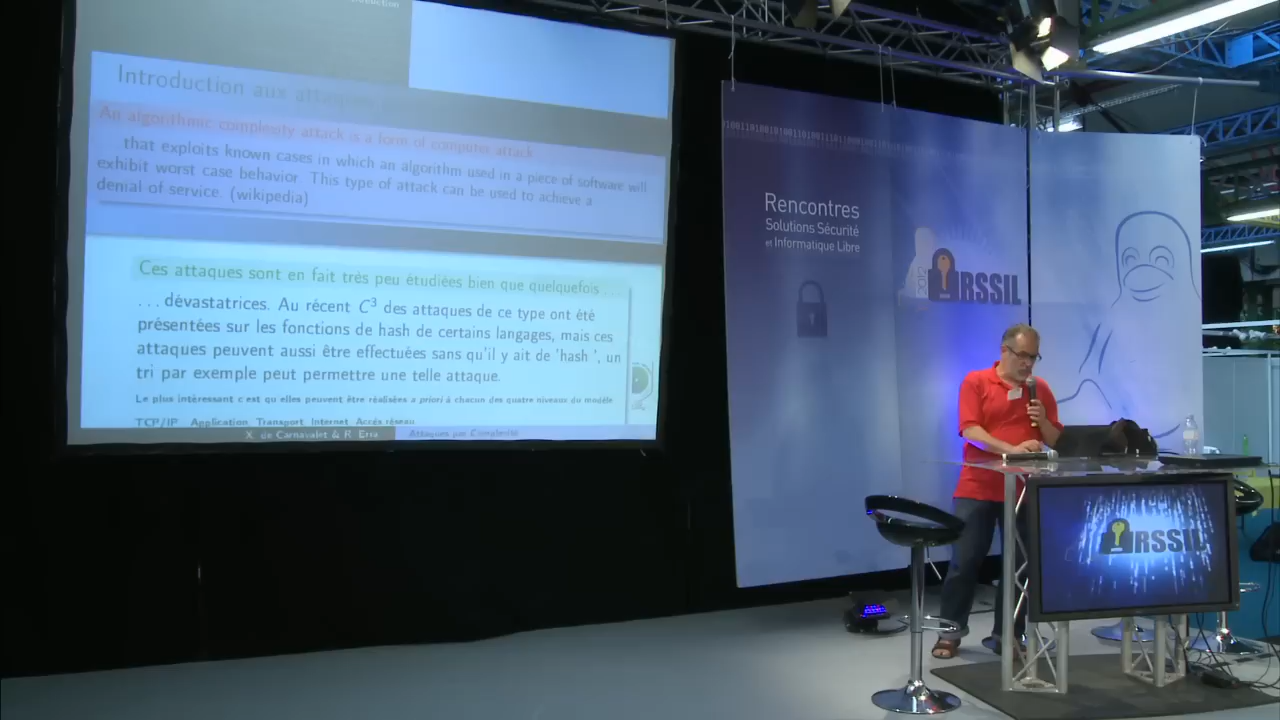 Introduction
Introduction aux attaques
An algorithmic complexity attack is a form of computer attack
that exploits known cases in which an algorithm used in a piece of software will
exhibit worst case behavior. This type of attack can be used to achieve a
denial of service. (wikipedia)
Ces attaques sont en fait très peu étudiées bien que quelquefois ...
... dévastatrices. Au récent C³ des attaques de ce type ont été
présentées sur les fonctions de hash de certains langages, mais ces
attaques peuvent aussi être effectuées sans qu'il y ait de 'hash ', un
tri par exemple peut permettre une telle attaque.
Le plus intéressant c'est qu'elles peuvent être réalisées a priori à chacun des quatre niveaux du modèle
TCP/IP Application Transport Internet Accés réseau
X. de Carnavalet & R. Erra
Attaques par Complexité
Rencontres
Solutions Sécurité
et Informatique Libre
2012
RSSIL
RSSIL